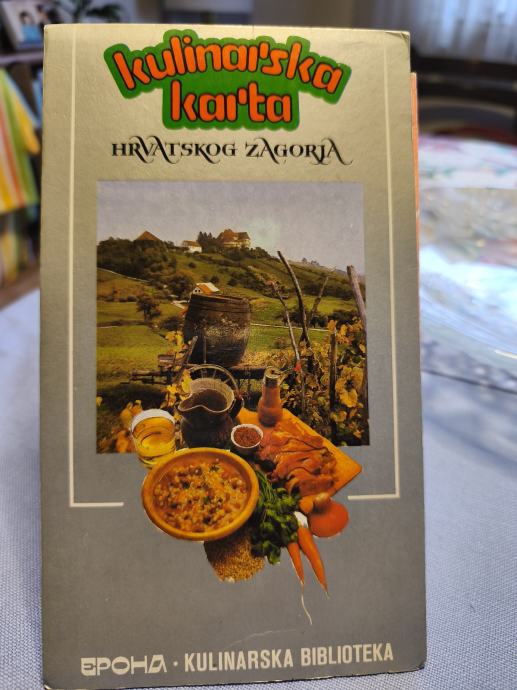 kulinarska
karta
HRVATSKOG ZAGORJA
EPOHA · KULINARSKA BIBLIOTEKA